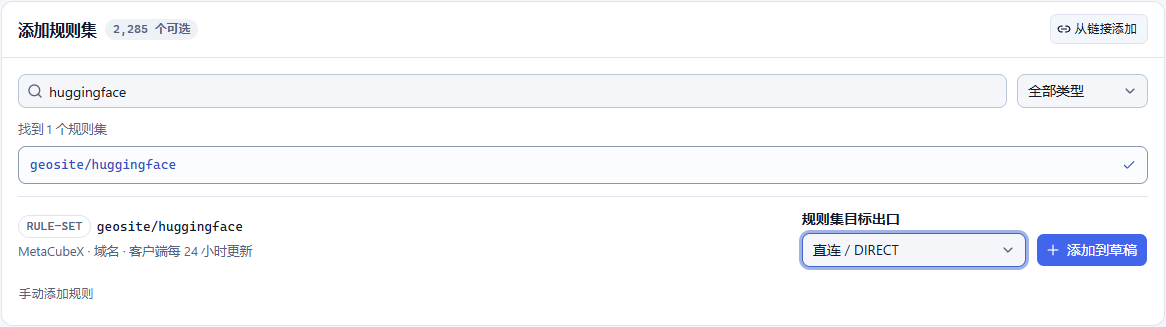 添加规则集 2,285 个可选 从链接添加
huggingface 全部类型
找到 1 个规则集
geosite/huggingface
规则集目标出口
RULE-SET geosite/huggingface
MetaCubeX · 域名 · 客户端每 24 小时更新
直连 / DIRECT 添加到草稿
手动添加规则